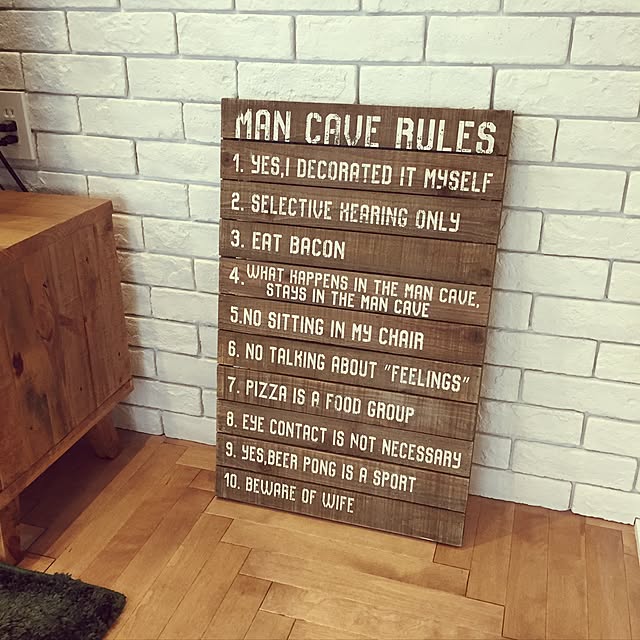 MAN CAVE RULES
1. YES,I DECORATED IT MYSELF
2. SELECTIVE HEARING ONLY
3. EAT BACON
4. WHAT HAPPENS IN THE MAN CAVE,
STAYS IN THE MAN CAVE
5.NO SITTING IN MY CHAIR
6. NO TALKING ABOUT "FEELINGS"
7. PIZZA IS A FOOD GROUP
8. EYE CONTACT IS NOT NECESSARY
9. YES,BEER PONG IS A SPORT
10. BEWARE OF WIFE